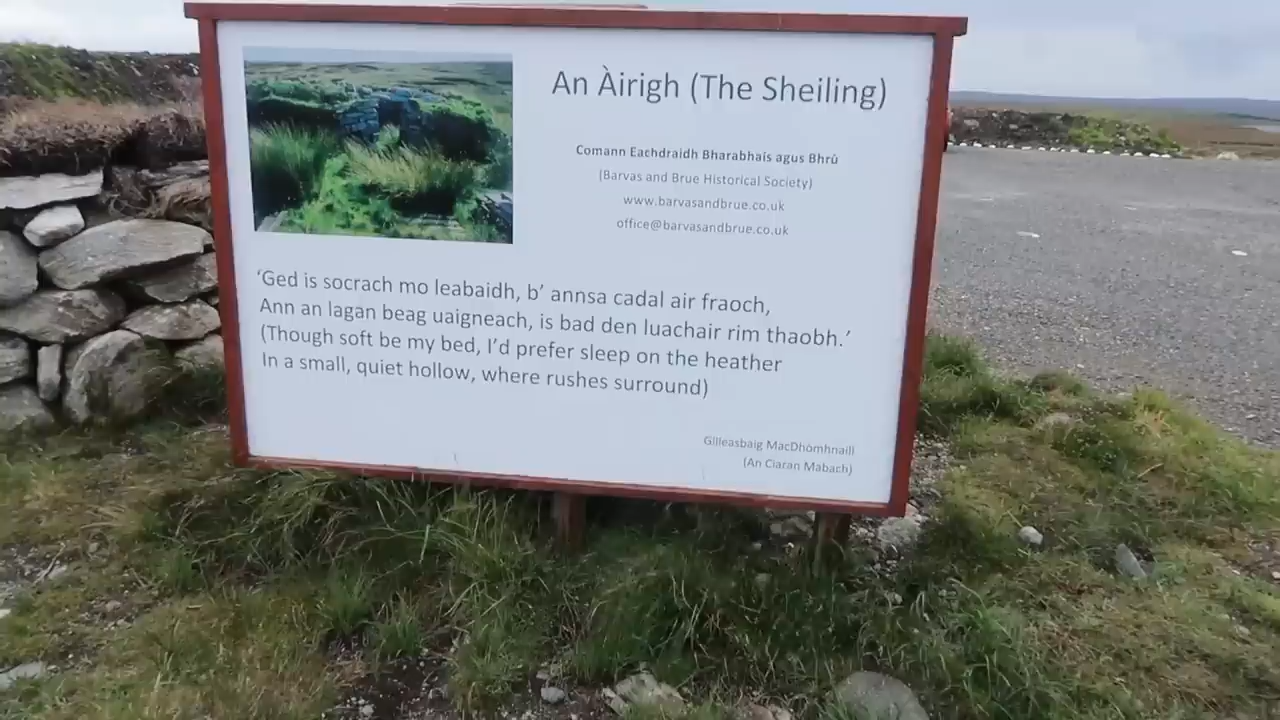 An Àirigh (The Sheiling)
Comann Eachdraidh Bharabhais agus Bhrù
(Barvas and Brue Historical Society)
www.barvasandbrue.co.uk
office@barvasandbrue.co.uk
‘Ged is socrach mo leabaidh, b’ annsa cadal air fraoch,
Ann an lagan beag uaigneach, is bad den luachair rim thaobh.’
(Though soft be my bed, I’d prefer sleep on the heather
In a small, quiet hollow, where rushes surround)
Gilleasbaig MacDhòmhnaill
(An Ciaran Mabach)